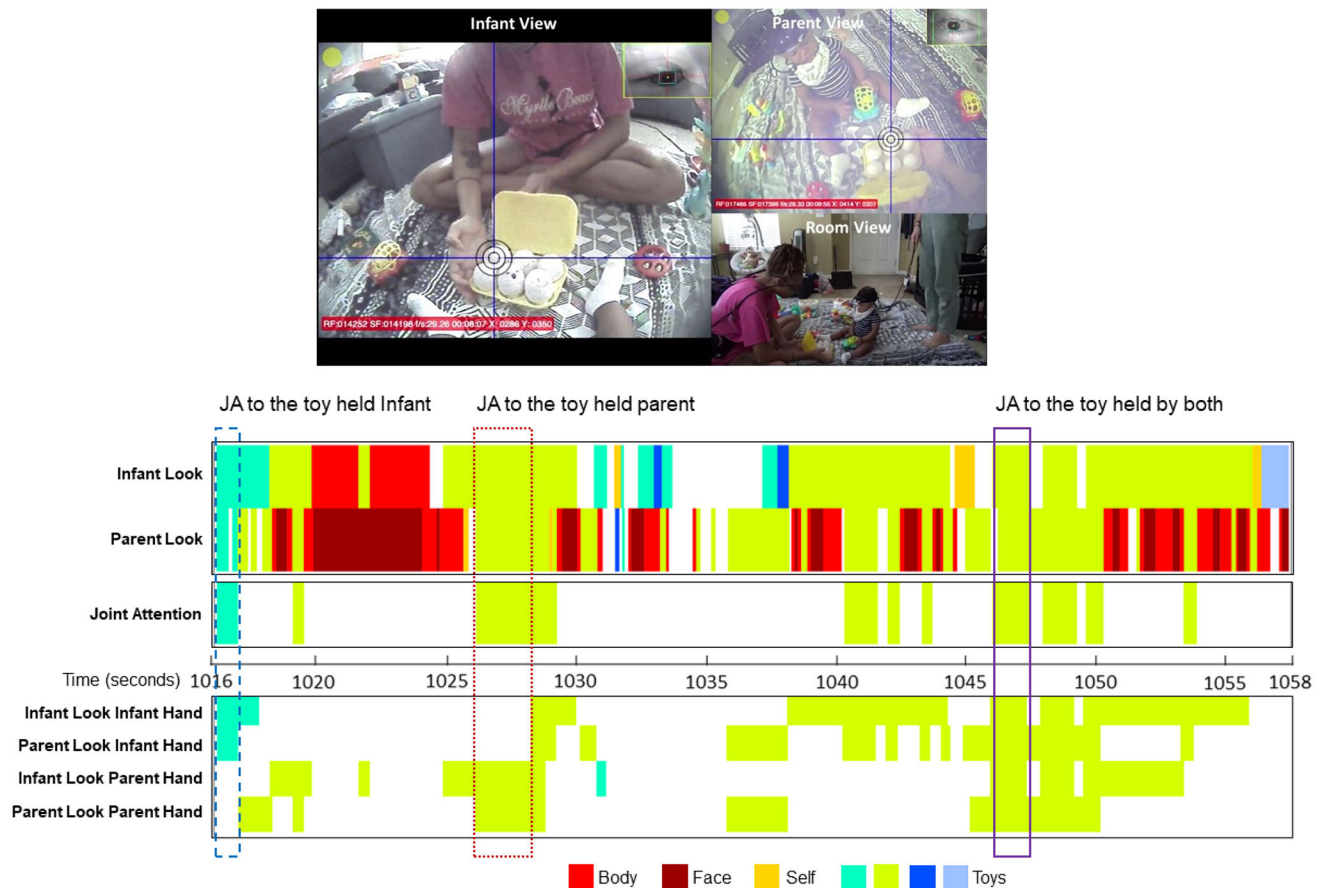 Infant View
Parent View
Myrtle Beach
RF:017466 SF:017396 f/s:29.33 00:09:55 X: 0414 Y: 0307
Room View
RF:014252 SF:014198 f/s:29.26 00:08:07 X: 0286 Y: 0350
JA to the toy held Infant
JA to the toy held parent
JA to the toy held by both
Infant Look
Parent Look
Joint Attention
Time (seconds) 1016 1020 1025 1030 1035 1040 1045 1050 1055 1058
Infant Look Infant Hand
Parent Look Infant Hand
Infant Look Parent Hand
Parent Look Parent Hand
Body Face Self Toys